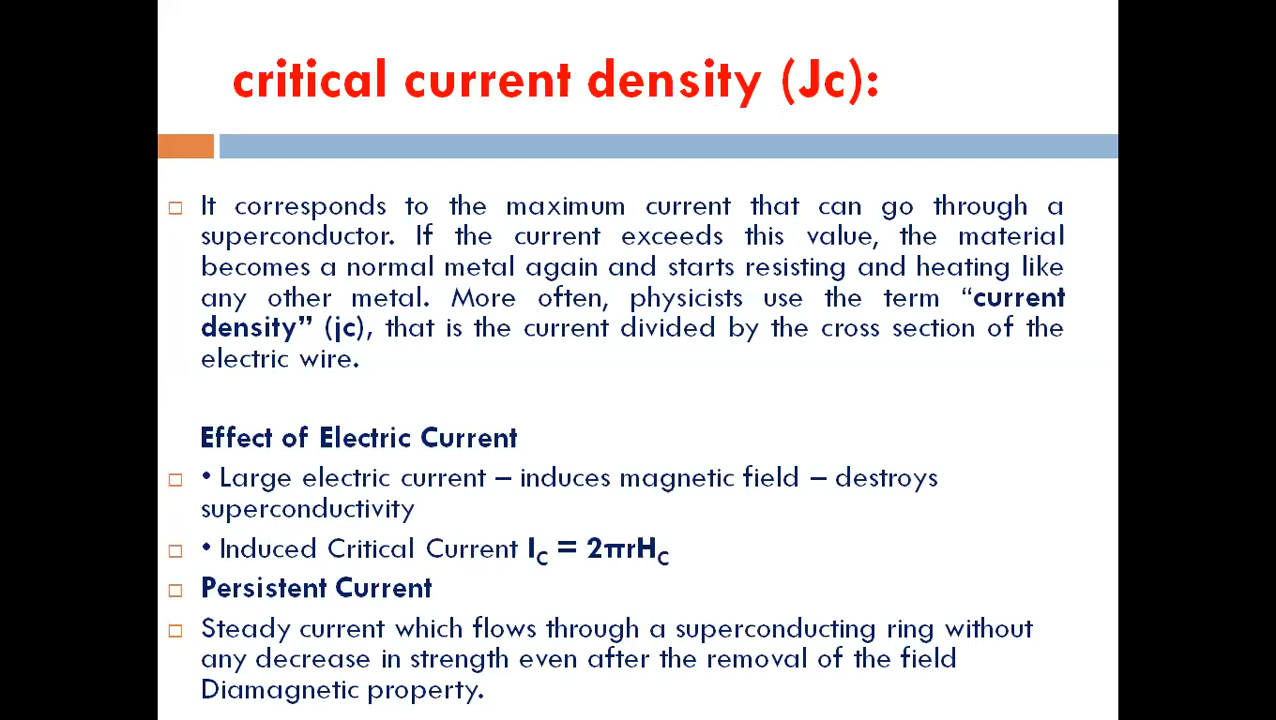 critical current density (Jc):
It corresponds to the maximum current that can go through a
superconductor. If the current exceeds this value, the material
becomes a normal metal again and starts resisting and heating like
any other metal. More often, physicists use the term “current
density” (jc), that is the current divided by the cross section of the
electric wire.
Effect of Electric Current
• Large electric current – induces magnetic field – destroys
superconductivity
• Induced Critical Current I_C = 2πrH_C
Persistent Current
Steady current which flows through a superconducting ring without
any decrease in strength even after the removal of the field
Diamagnetic property.